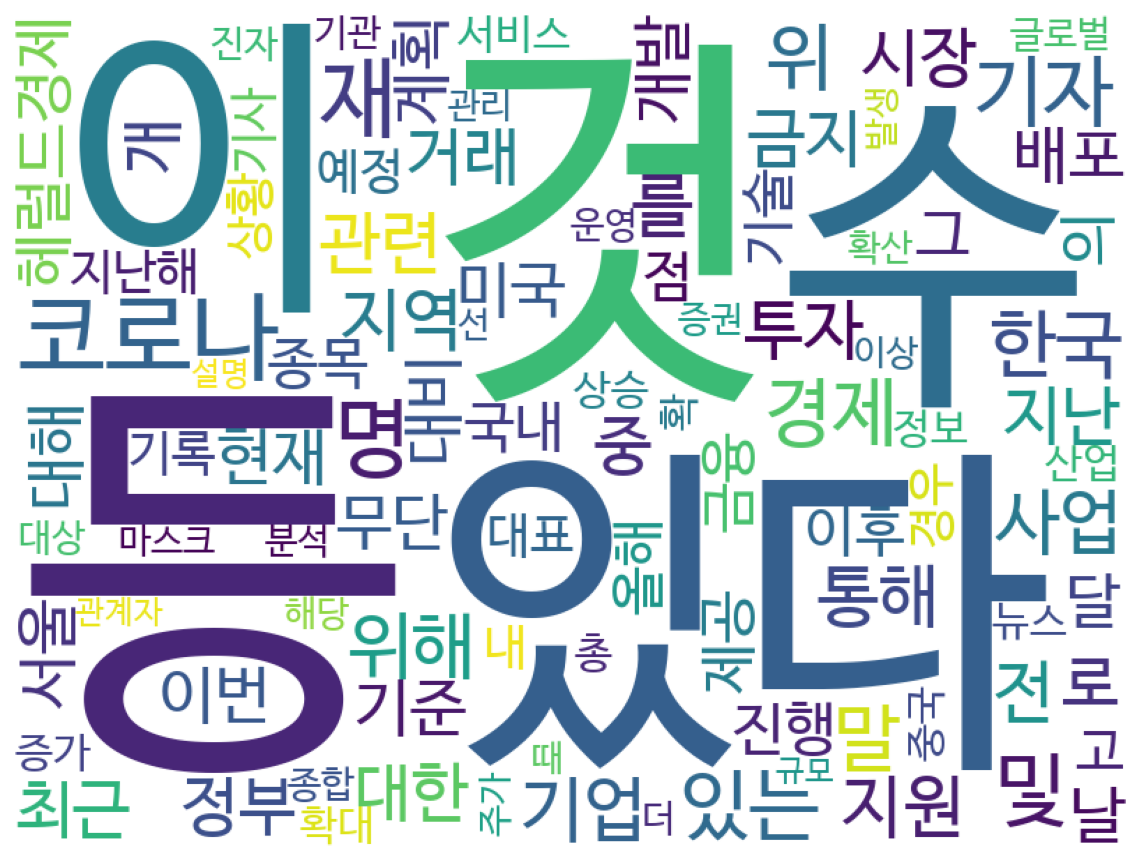 이
것
수
등
있다
헤럴드경제
진자
기관
서비스
개발
위
시장
글로벌
기자
개
기사
재
계획
관리
예정
거래
금지
발생
배포
상황
관련
운영
기술
그
확산
의
지난해
미국
점
코로나
지역
선
증권
투자
이상
한국
설명
종목
대비
상승
확
경제
정보
지난
대해
기록
현재
명
국내
중
금융
산업
대상
마스크
분석
무단
대표
올해
이후
경우
사업
서울
관계자
해당
위해
내
총
제공
통해
뉴스
달
이번
기준
진행
말
중국
전
로
증가
최근
정부
종합
확대
대한
주가
때
기업
더
있는
규모
지원
및
고
날